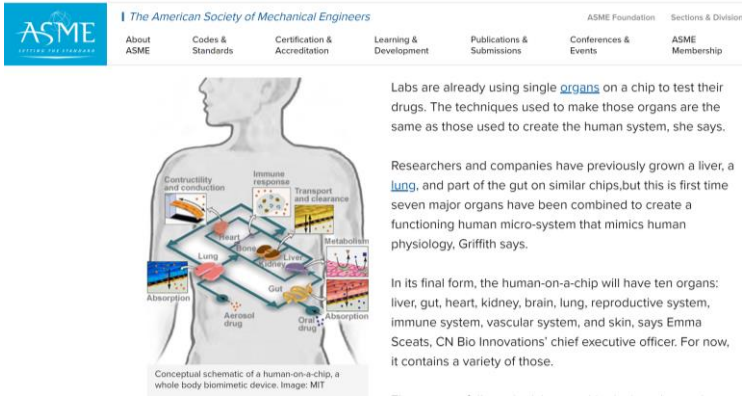 ASME
SETTING THE STANDARD
The American Society of Mechanical Engineers
ASME Foundation
Sections & Division
About
ASME
Codes &
Standards
Certification &
Accreditation
Learning &
Development
Publications &
Submissions
Conferences &
Events
ASME
Membership
Contructility
and conduction
Immune
response
Transport
and clearance
Heart
Bone
Metabolism
Lung
Kidney
Liver
Gut
Absorption
Aerosol
drug
Oral
drug
Absorption
Conceptual schematic of a human-on-a-chip, a
whole body biomimetic device. Image: MIT
Labs are already using single organs on a chip to test their
drugs. The techniques used to make those organs are the
same as those used to create the human system, she says.
Researchers and companies have previously grown a liver, a
lung, and part of the gut on similar chips,but this is first time
seven major organs have been combined to create a
functioning human micro-system that mimics human
physiology, Griffith says.
In its final form, the human-on-a-chip will have ten organs:
liver, gut, heart, kidney, brain, lung, reproductive system,
immune system, vascular system, and skin, says Emma
Sceats, CN Bio Innovations' chief executive officer. For now,
it contains a variety of those.